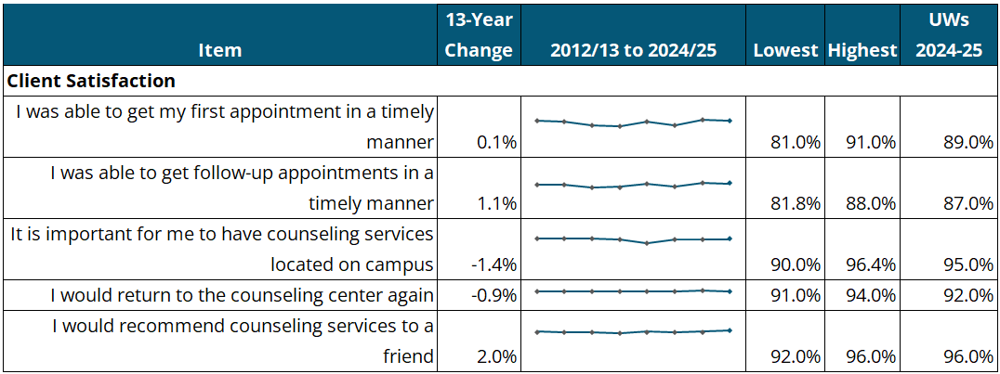 Item 13-Year Change 2012/13 to 2024/25 Lowest Highest UWs 2024-25
Client Satisfaction
I was able to get my first appointment in a timely
manner 0.1% 81.0% 91.0% 89.0%
I was able to get follow-up appointments in a
timely manner 1.1% 81.8% 88.0% 87.0%
It is important for me to have counseling services
located on campus -1.4% 90.0% 96.4% 95.0%
I would return to the counseling center again -0.9% 91.0% 94.0% 92.0%
I would recommend counseling services to a
friend 2.0% 92.0% 96.0% 96.0%